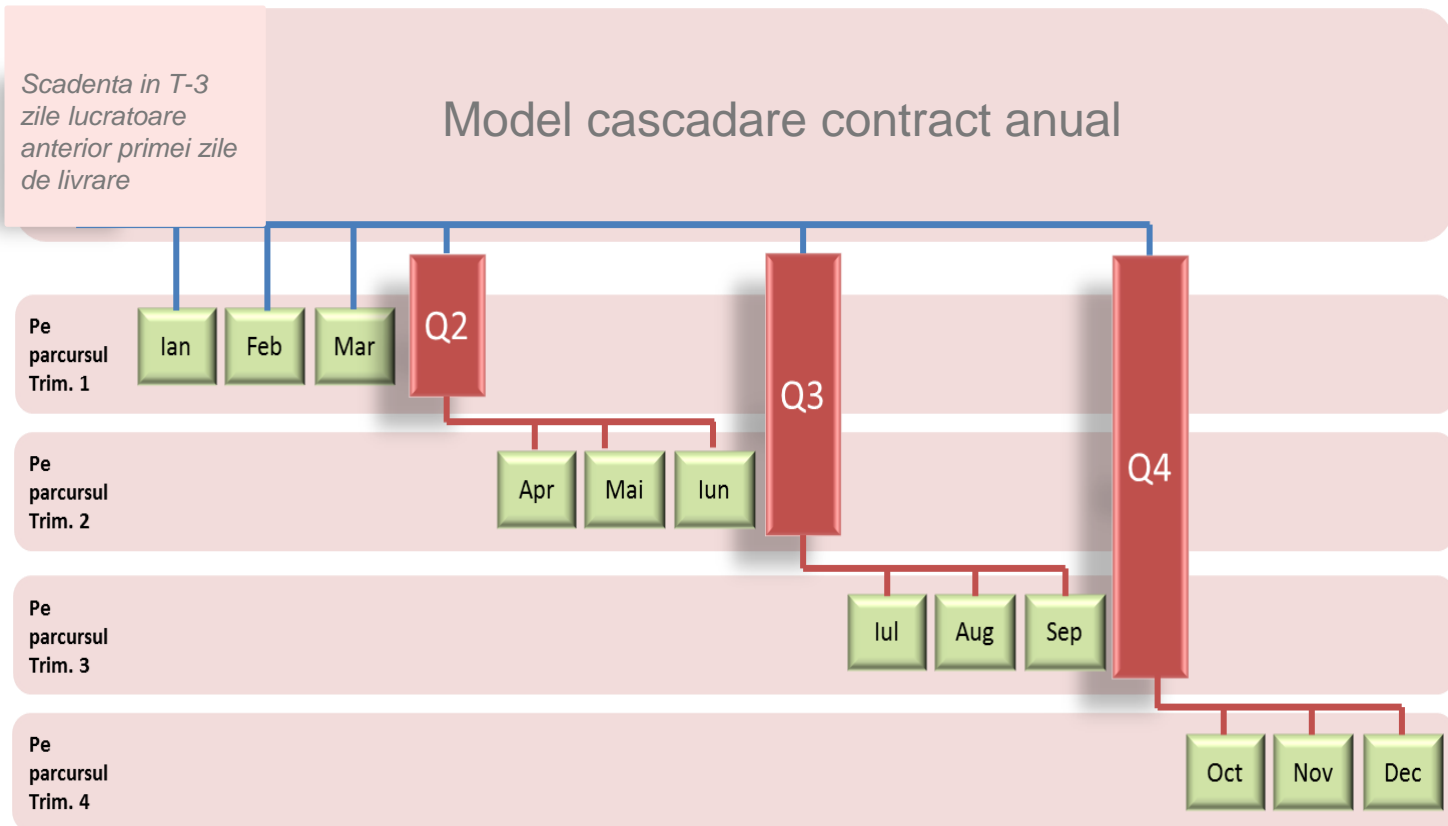 Scadenta in T-3
zile lucratoare
anterior primei zile
de livrare
Model cascadare contract anual
Pe
parcursul
Trim. 1
Ian
Feb
Mar
Q2
Q3
Q4
Pe
parcursul
Trim. 2
Apr
Mai
Iun
Pe
parcursul
Trim. 3
Iul
Aug
Sep
Pe
parcursul
Trim. 4
Oct
Nov
Dec